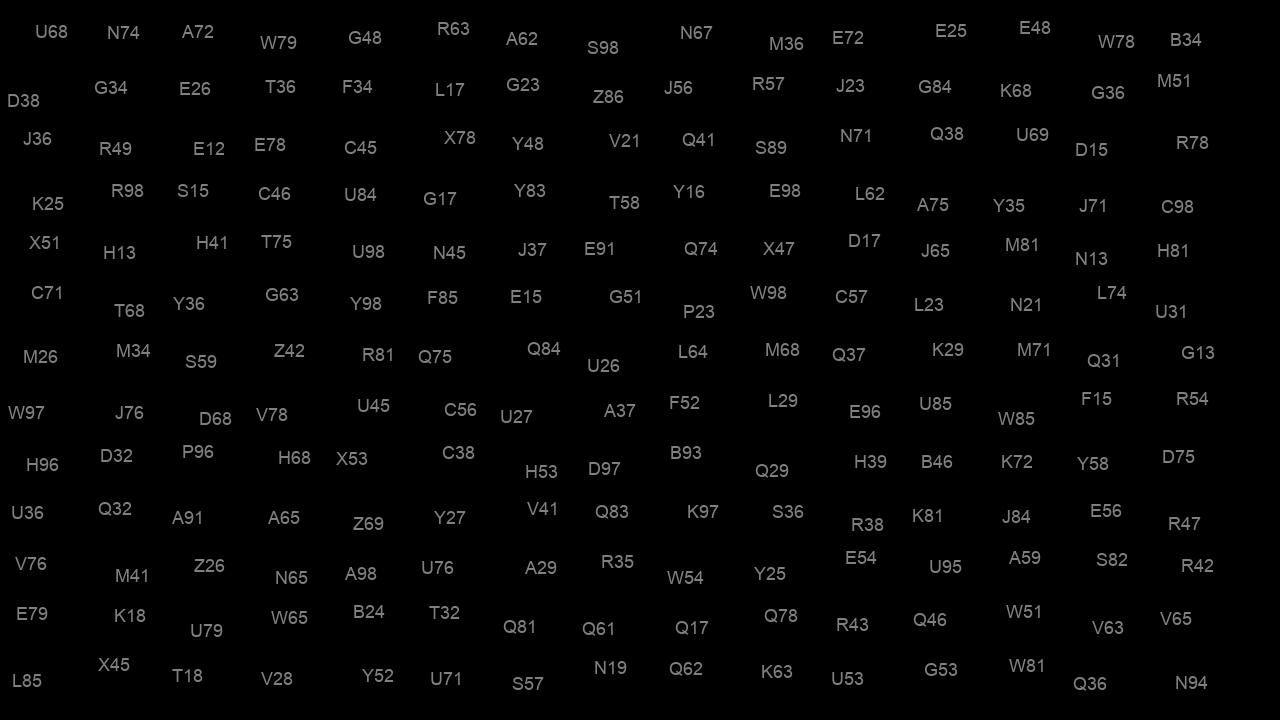 U68 N74 A72 W79 G48 R63 A62 S98 N67 M36 E72 E25 E48 W78 B34
D38 G34 E26 T36 F34 L17 G23 Z86 J56 R57 J23 G84 K68 G36 M51
J36 R49 E12 E78 C45 X78 Y48 V21 Q41 S89 N71 Q38 U69 D15 R78
K25 R98 S15 C46 U84 G17 Y83 T58 Y16 E98 L62 A75 Y35 J71 C98
X51 H13 H41 T75 U98 N45 J37 E91 Q74 X47 D17 J65 M81 N13 H81
C71 T68 Y36 G63 Y98 F85 E15 G51 P23 W98 C57 L23 N21 L74 U31
M26 M34 S59 Z42 R81 Q75 Q84 U26 L64 M68 Q37 K29 M71 Q31 G13
W97 J76 D68 V78 U45 C56 U27 A37 F52 L29 E96 U85 W85 F15 R54
H96 D32 P96 H68 X53 C38 H53 D97 B93 Q29 H39 B46 K72 Y58 D75
U36 Q32 A91 A65 Z69 Y27 V41 Q83 K97 S36 R38 K81 J84 E56 R47
V76 M41 Z26 N65 A98 U76 A29 R35 W54 Y25 E54 U95 A59 S82 R42
E79 K18 U79 W65 B24 T32 Q81 Q61 Q17 Q78 R43 Q46 W51 V63 V65
L85 X45 T18 V28 Y52 U71 S57 N19 Q62 K63 U53 G53 W81 Q36 N94